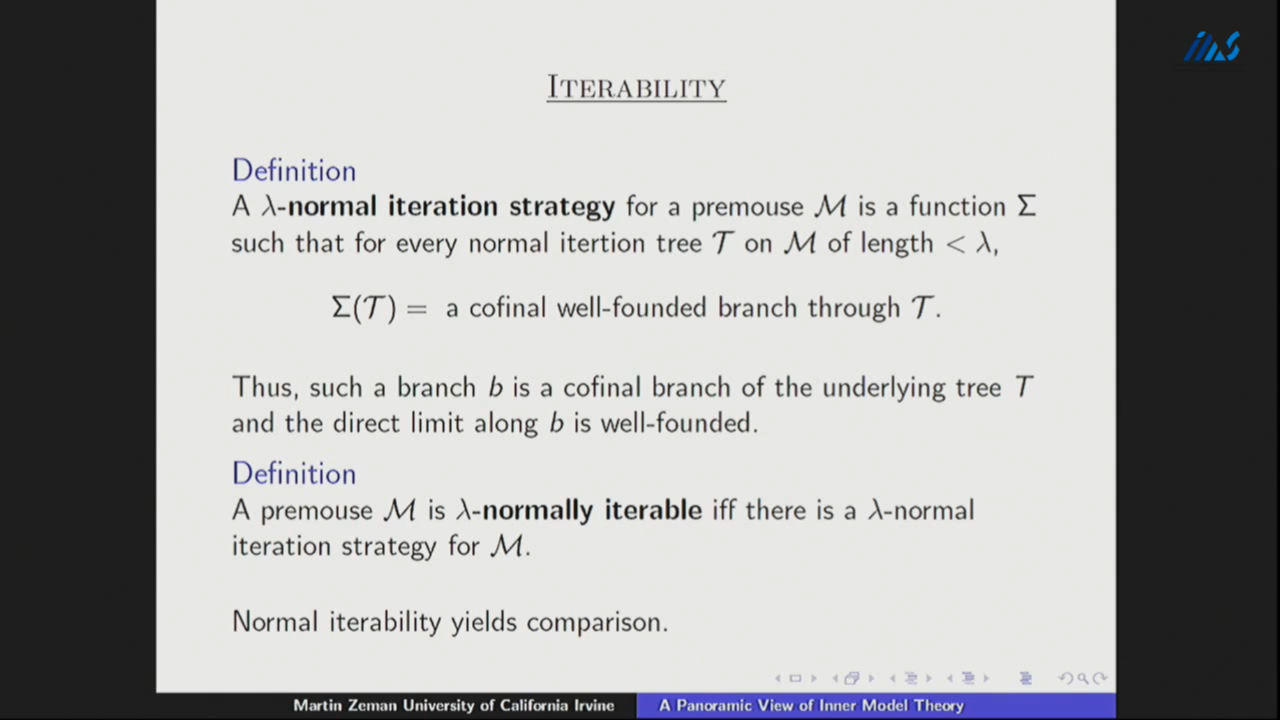 ims
ITERABILITY
Definition
A λ-normal iteration strategy for a premouse ℳ is a function Σ
such that for every normal itertion tree 𝒯 on ℳ of length < λ,
Σ(𝒯) = a cofinal well-founded branch through 𝒯.
Thus, such a branch b is a cofinal branch of the underlying tree T
and the direct limit along b is well-founded.
Definition
A premouse ℳ is λ-normally iterable iff there is a λ-normal
iteration strategy for ℳ.
Normal iterability yields comparison.
Martin Zeman University of California Irvine
A Panoramic View of Inner Model Theory